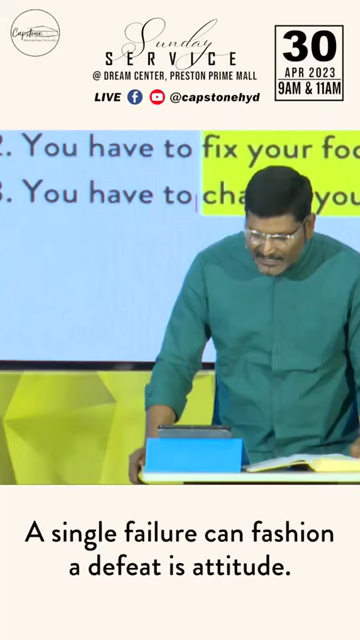 Capstone
Sunday
SERVICE
@ DREAM CENTER, PRESTON PRIME MALL
LIVE @capstonehyd
30
APR 2023
9AM & 11AM
2. You have to fix your foc
3. You have to cha you
A single failure can fashion
a defeat is attitude.